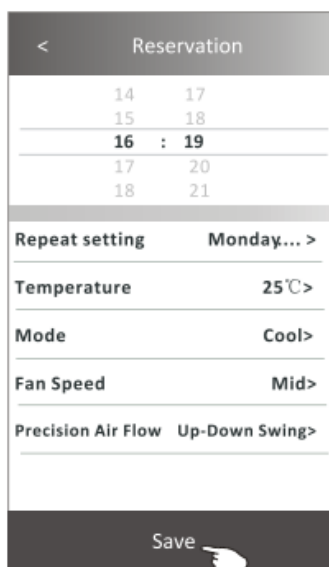 < Reservation
14 17
15 18
16 : 19
17 20
18 21
Repeat setting Monday.... >
Temperature 25℃>
Mode Cool>
Fan Speed Mid>
Precision Air Flow Up-Down Swing>
Save